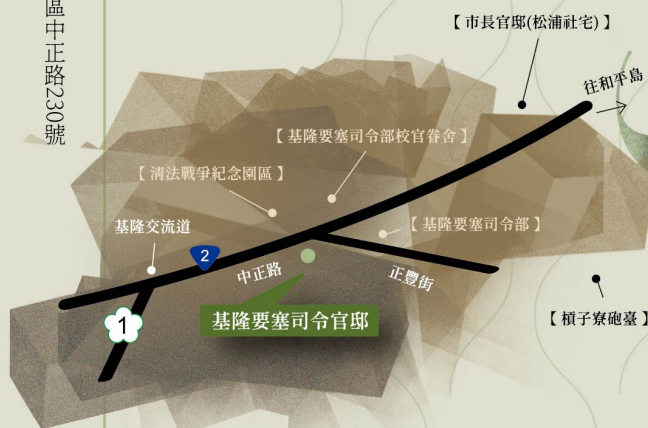 區中正路230號
【市長官邸(松浦社宅)】
往和平島
【基隆要塞司令部校官眷舍】
【清法戰爭紀念園區】
【基隆要塞司令部】
基隆交流道
2
中正路
正豐街
1
基隆要塞司令官邸
【槓子寮砲臺】